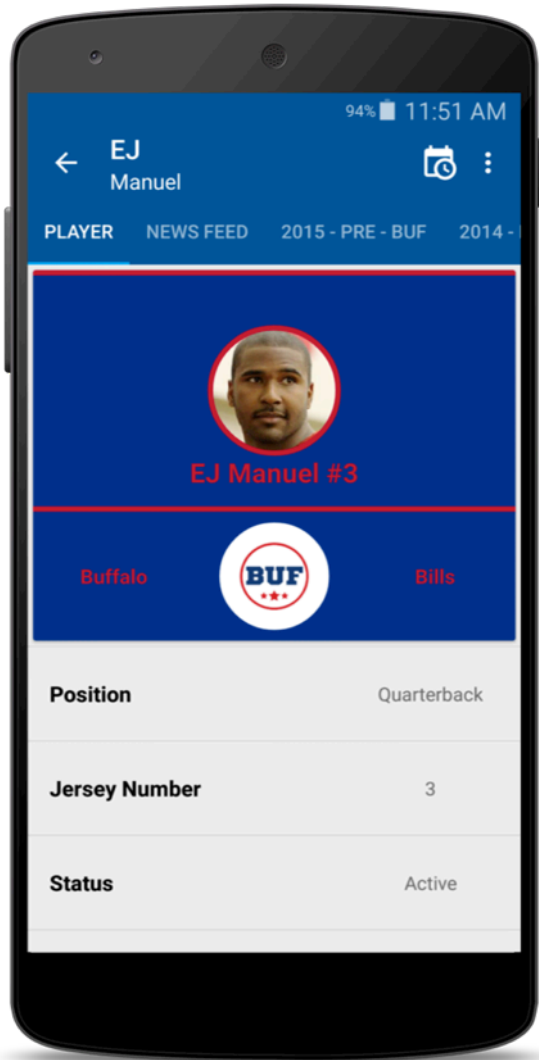 94% 11:51 AM
EJ
Manuel
PLAYER NEWS FEED 2015 - PRE - BUF 2014 -
EJ Manuel #3
Buffalo BUF Bills
Position Quarterback
Jersey Number 3
Status Active